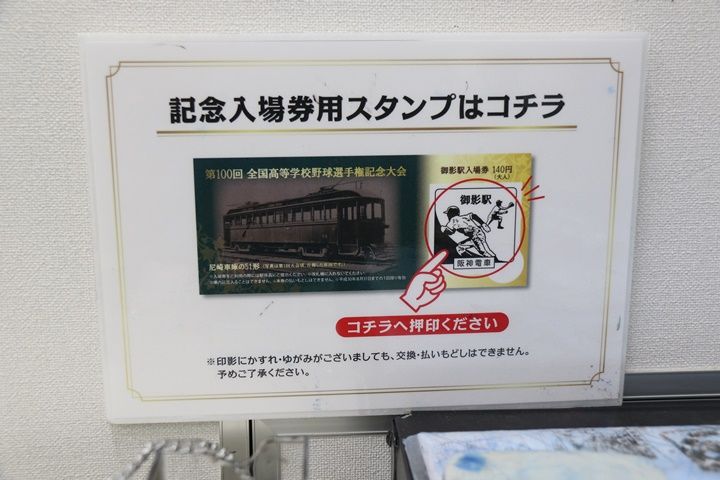 記念入場券用スタンプはコチラ
第100回 全国高等学校野球選手権記念大会
御影駅入場券 140円
(大人)
御影駅
阪神電車
尼崎車庫の51形
コチラへ押印ください
※印影にかすれ・ゆがみがございましても、交換・払いもどしはできません。
予めご了承ください。